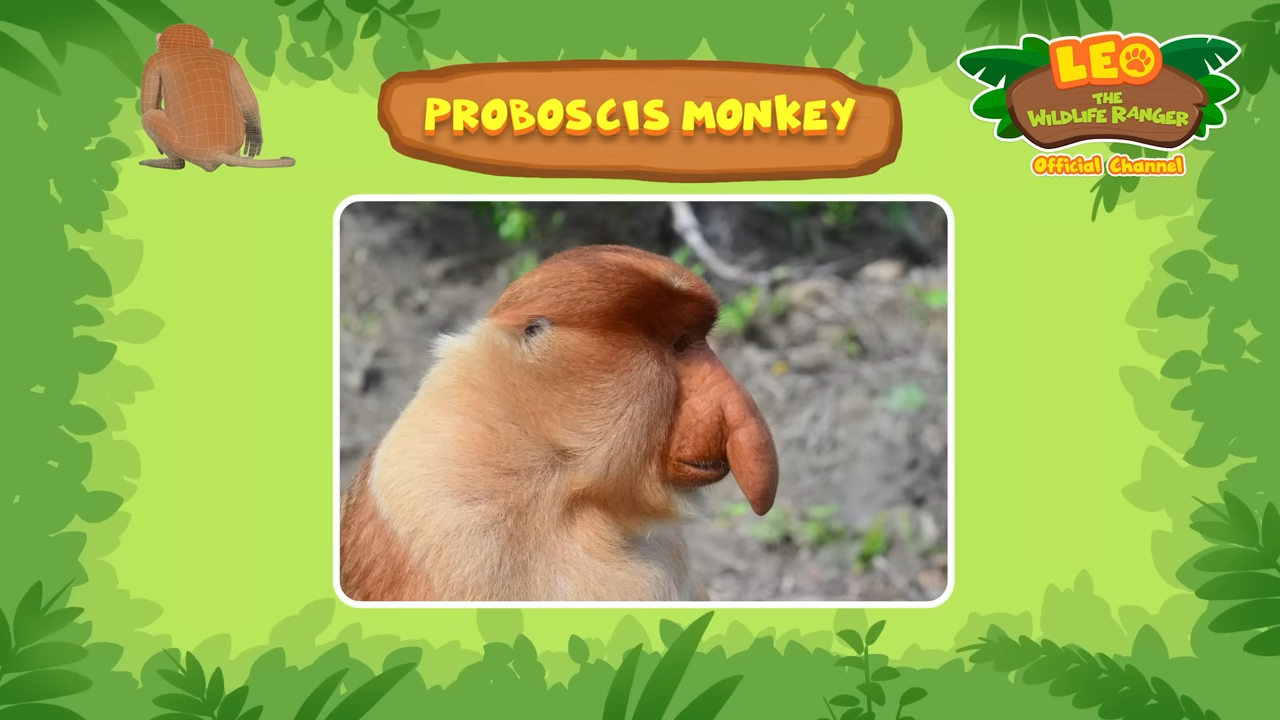 PROBOSCIS MONKEY
LEO
THE
WILDLIFE RANGER
Official Channel